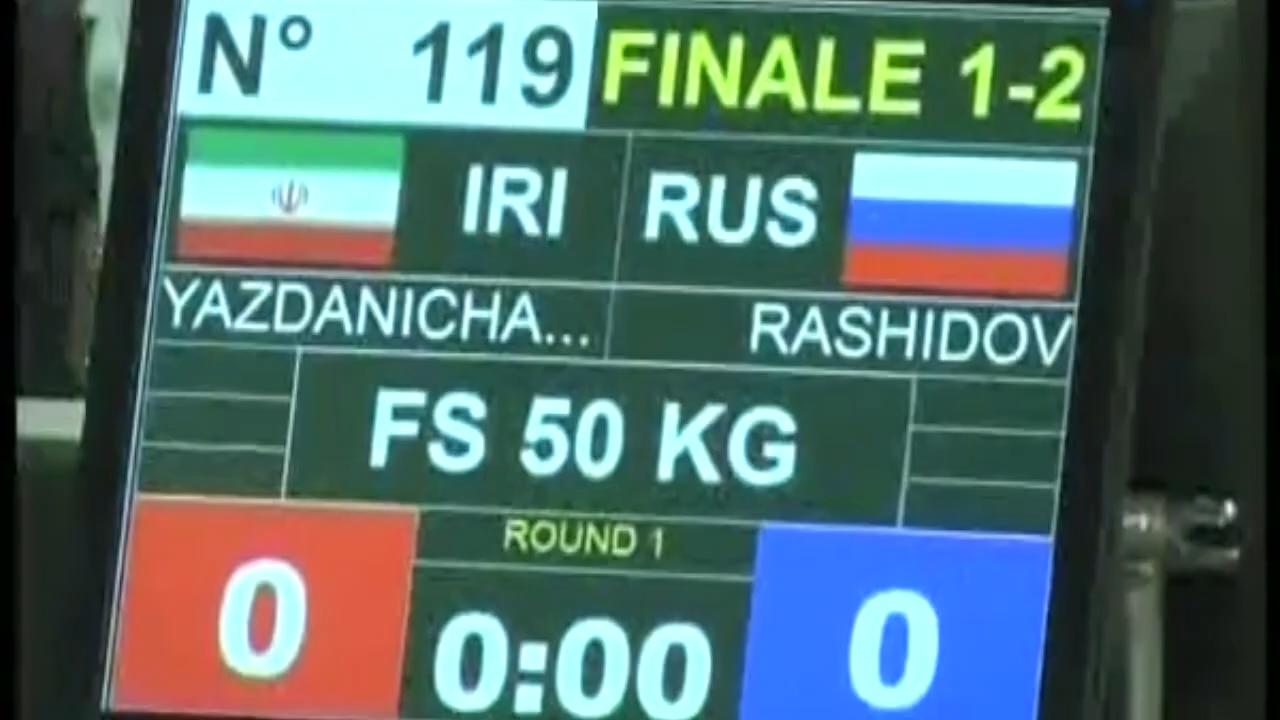 N° 119 FINALE 1-2
IRI RUS
YAZDANICHA... RASHIDOV
FS 50 KG
ROUND 1
0 0:00 0